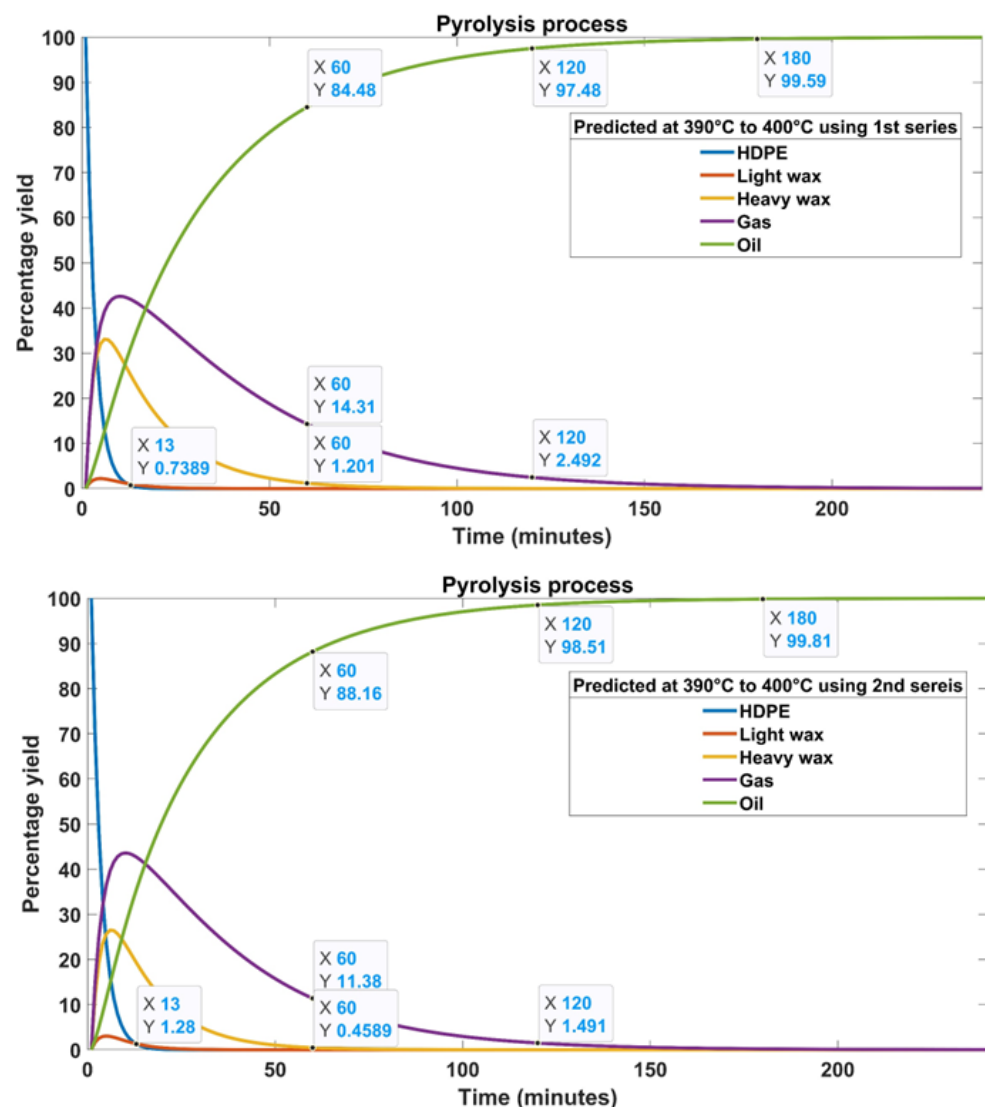 Pyrolysis process
Percentage yield
100
90
80
70
60
50
40
30
20
10
0
X 60
Y 84.48
X 120
Y 97.48
X 180
Y 99.59
Predicted at 390°C to 400°C using 1st series
HDPE
Light wax
Heavy wax
Gas
Oil
X 60
Y 14.31
X 13
Y 0.7389
X 60
Y 1.201
X 120
Y 2.492
0 50 100 150 200
Time (minutes)
Pyrolysis process
Percentage yield
100
90
80
70
60
50
40
30
20
10
0
X 60
Y 88.16
X 120
Y 98.51
X 180
Y 99.81
Predicted at 390°C to 400°C using 2nd sereis
HDPE
Light wax
Heavy wax
Gas
Oil
X 60
Y 11.38
X 13
Y 1.28
X 60
Y 0.4589
X 120
Y 1.491
0 50 100 150 200
Time (minutes)